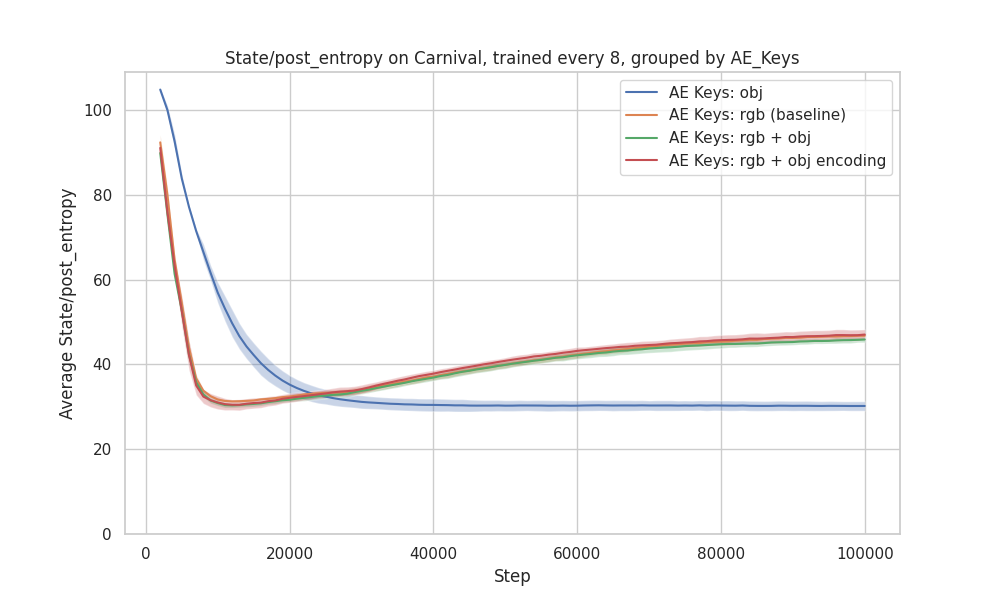 State/post_entropy on Carnival, trained every 8, grouped by AE_Keys
AE Keys: obj
AE Keys: rgb (baseline)
AE Keys: rgb + obj
AE Keys: rgb + obj encoding
Average State/post_entropy
100
80
60
40
20
0
0
20000
40000
60000
80000
100000
Step